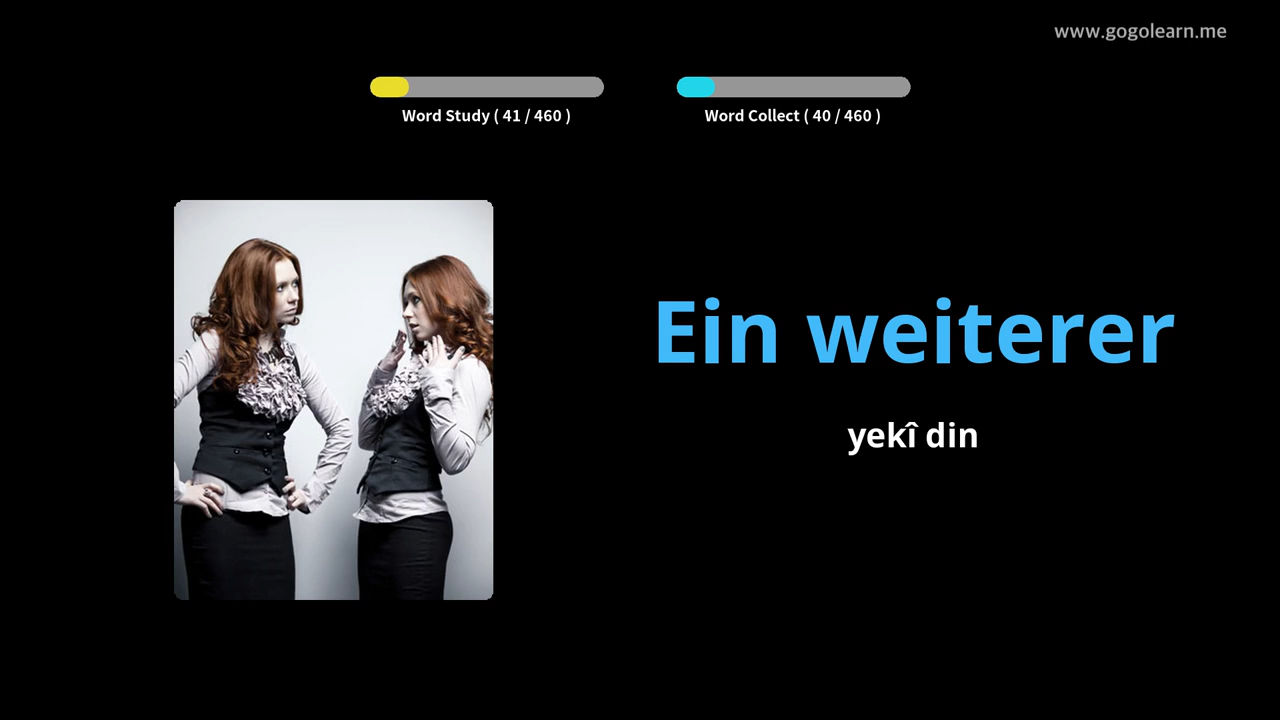 www.gogolearn.me
Word Study ( 41 / 460 )
Word Collect ( 40 / 460 )
Ein weiterer
yekî din